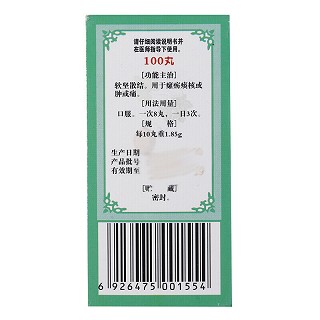 请仔细阅读说明书并
在医师指导下使用。
100丸
[功能主治]
软坚散结。用于瘰疬痰核或
肿或痛。
[用法用量]
口服。一次8丸，一日3次。
[规 格]
每10丸重1.85g
生产日期
产品批号
有效期至
[贮 藏]
密封。
6 926475 001554